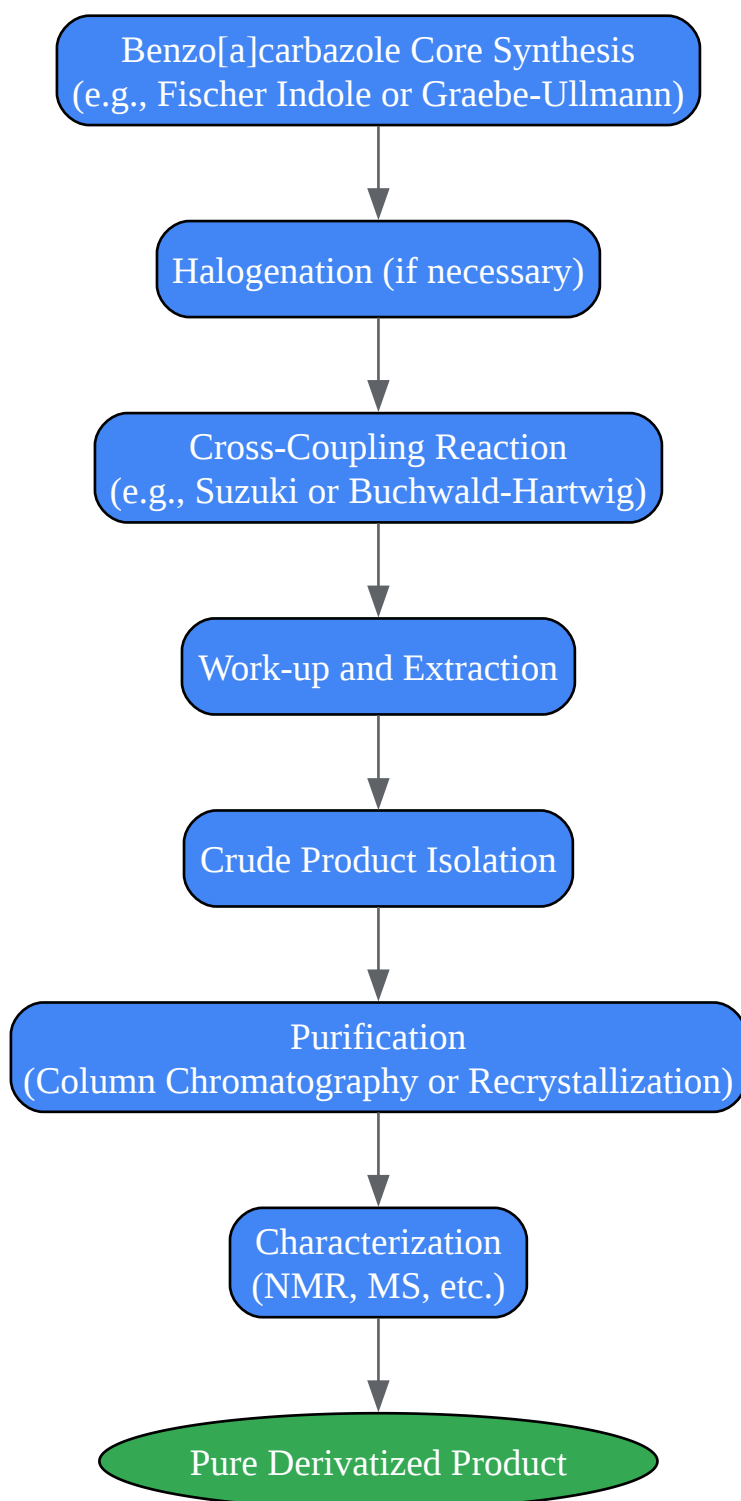 Benzo[a]carbazole Core Synthesis
(e.g., Fischer Indole or Graebe-Ullmann)
Halogenation (if necessary)
Cross-Coupling Reaction
(e.g., Suzuki or Buchwald-Hartwig)
Work-up and Extraction
Crude Product Isolation
Purification
(Column Chromatography or Recrystallization)
Characterization
(NMR, MS, etc.)
Pure Derivatized Product